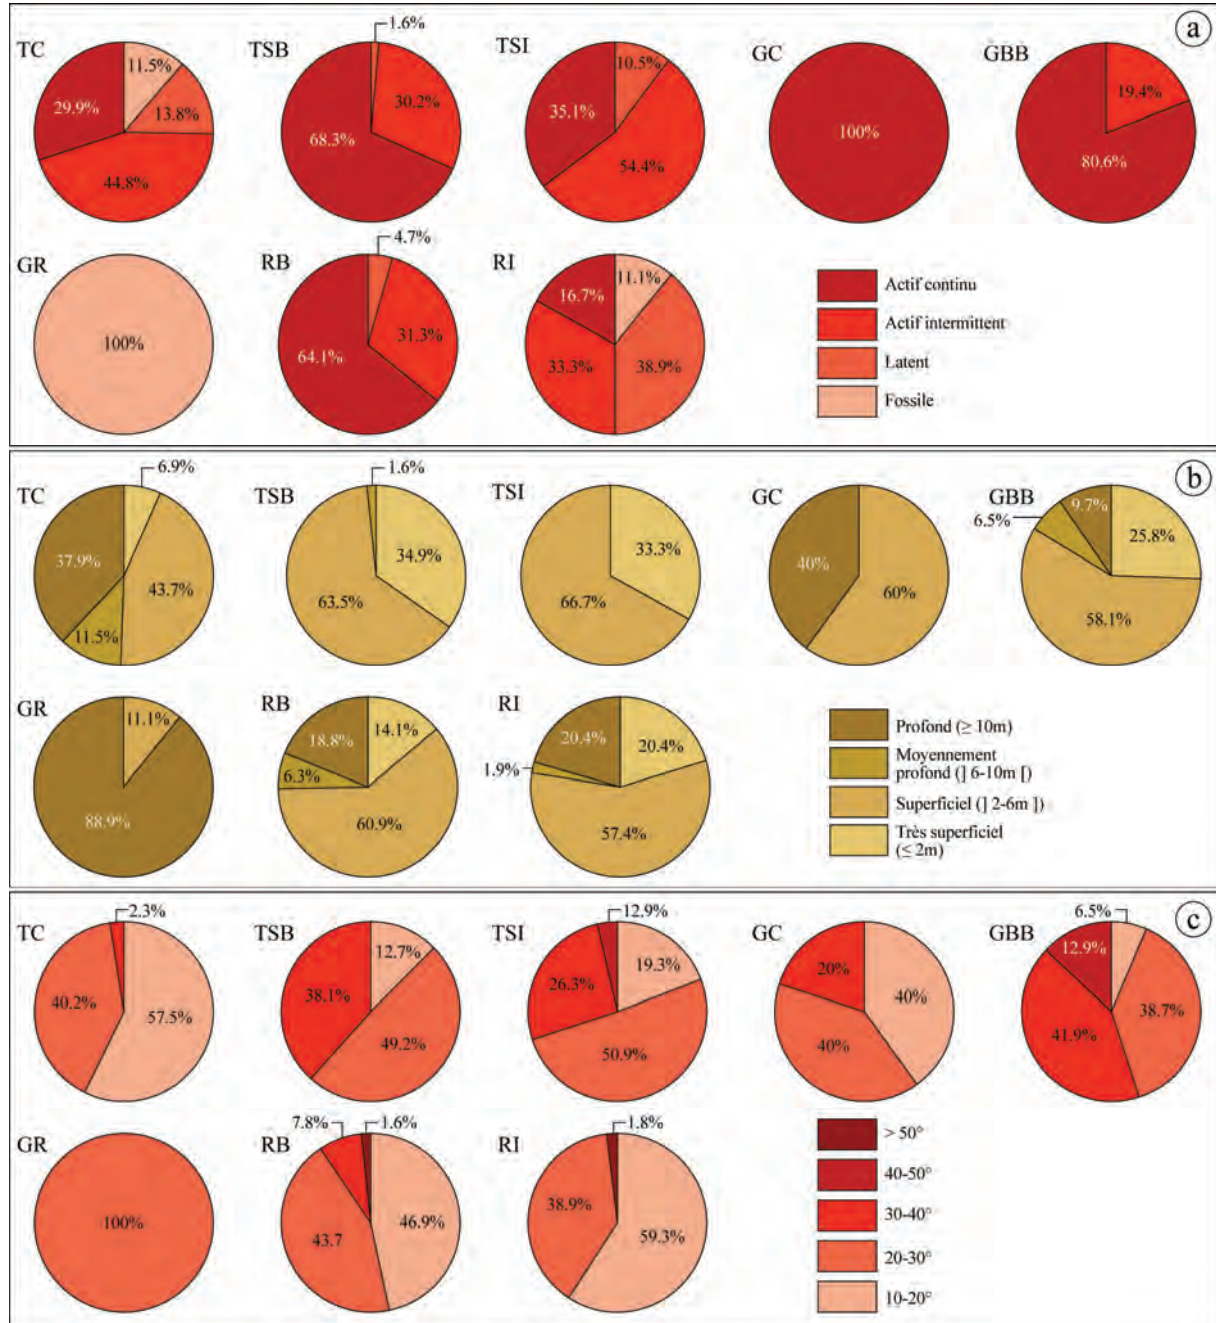 a
TC
11.5%
13.8%
44.8%
29.9%
TSB
1.6%
30.2%
68.3%
TSI
10.5%
54.4%
35.1%
GC
100%
GBB
19.4%
80.6%
GR
100%
RB
4.7%
31.3%
64.1%
RI
11.1%
38.9%
33.3%
16.7%
Actif continu
Actif intermittent
Latent
Fossile
b
TC
6.9%
43.7%
11.5%
37.9%
TSB
1.6%
34.9%
63.5%
TSI
33.3%
66.7%
GC
40%
60%
GBB
9.7%
6.5%
25.8%
58.1%
GR
11.1%
88.9%
RB
14.1%
18.8%
6.3%
60.9%
RI
20.4%
20.4%
1.9%
57.4%
Profond (≥ 10m)
Moyennement
profond (] 6-10m [)
Superficiel (] 2-6m ])
Très superficiel
(≤ 2m)
c
TC
2.3%
40.2%
57.5%
TSB
12.7%
38.1%
49.2%
TSI
12.9%
19.3%
26.3%
50.9%
GC
20%
40%
40%
GBB
6.5%
12.9%
38.7%
41.9%
GR
100%
RB
7.8%
1.6%
46.9%
43.7
RI
1.8%
38.9%
59.3%
> 50°
40-50°
30-40°
20-30°
10-20°